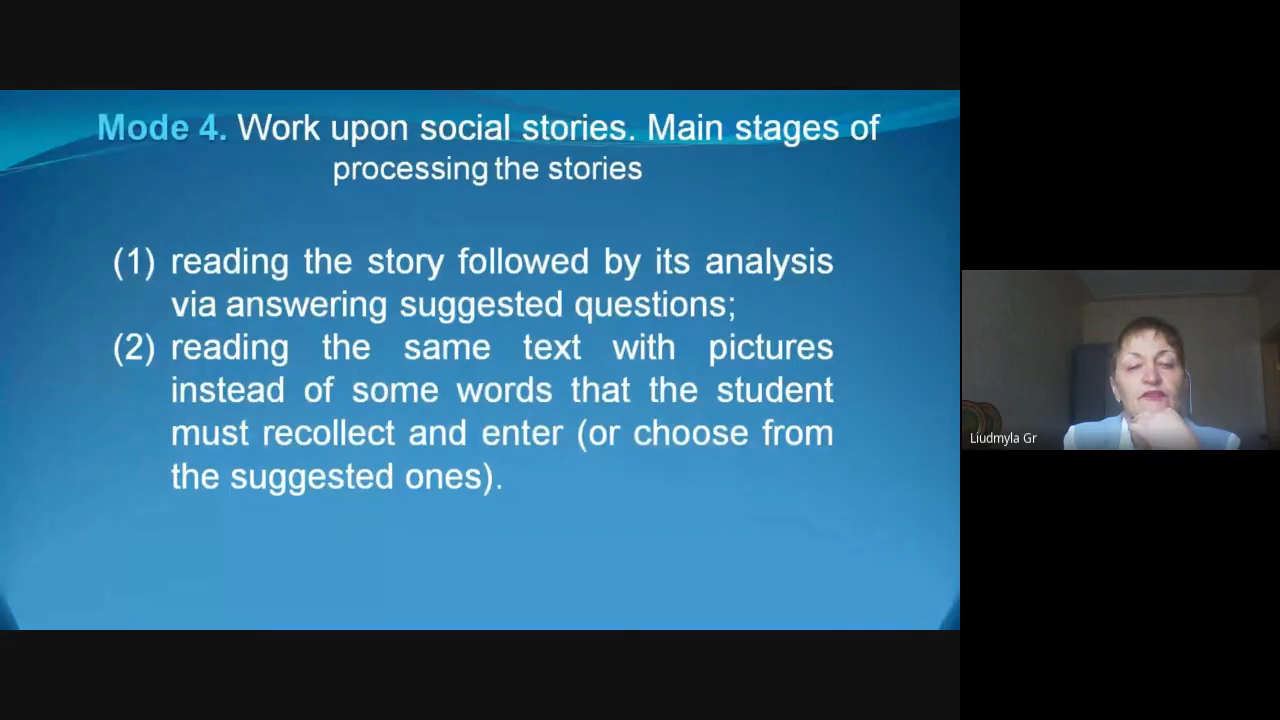 Mode 4. Work upon social stories. Main stages of
processing the stories
(1) reading the story followed by its analysis
via answering suggested questions;
(2) reading the same text with pictures
instead of some words that the student
must recollect and enter (or choose from
the suggested ones).
Liudmyla Gr